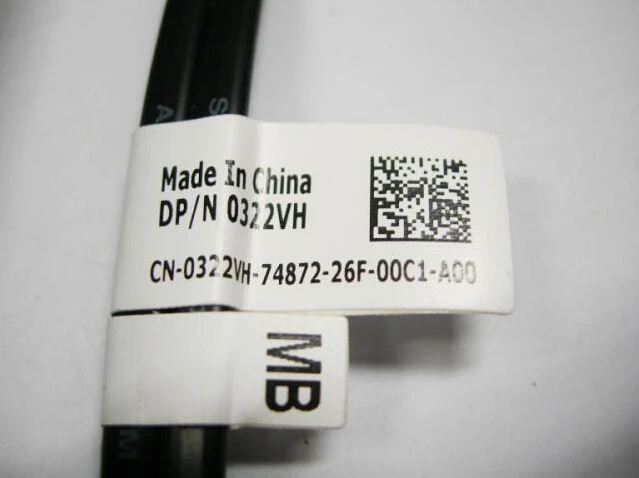 Made In China
DP/N 0322VH
CN-0322VH-74872-26F-00C1-A00
MB